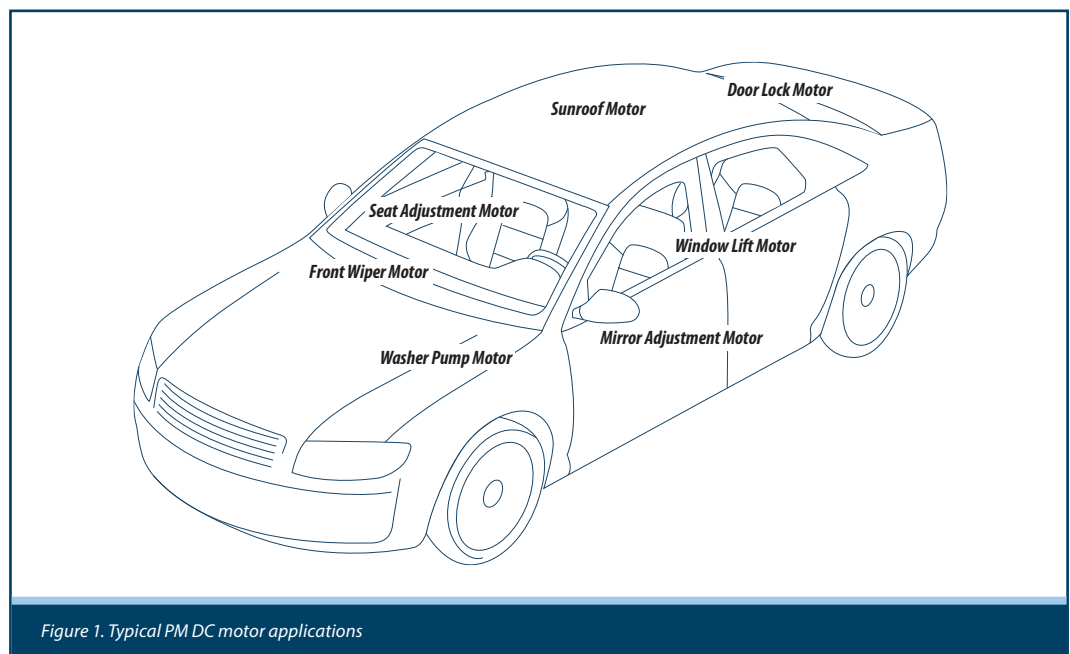 Door Lock Motor
Sunroof Motor
Seat Adjustment Motor
Window Lift Motor
Front Wiper Motor
Mirror Adjustment Motor
Washer Pump Motor
Figure 1. Typical PM DC motor applications